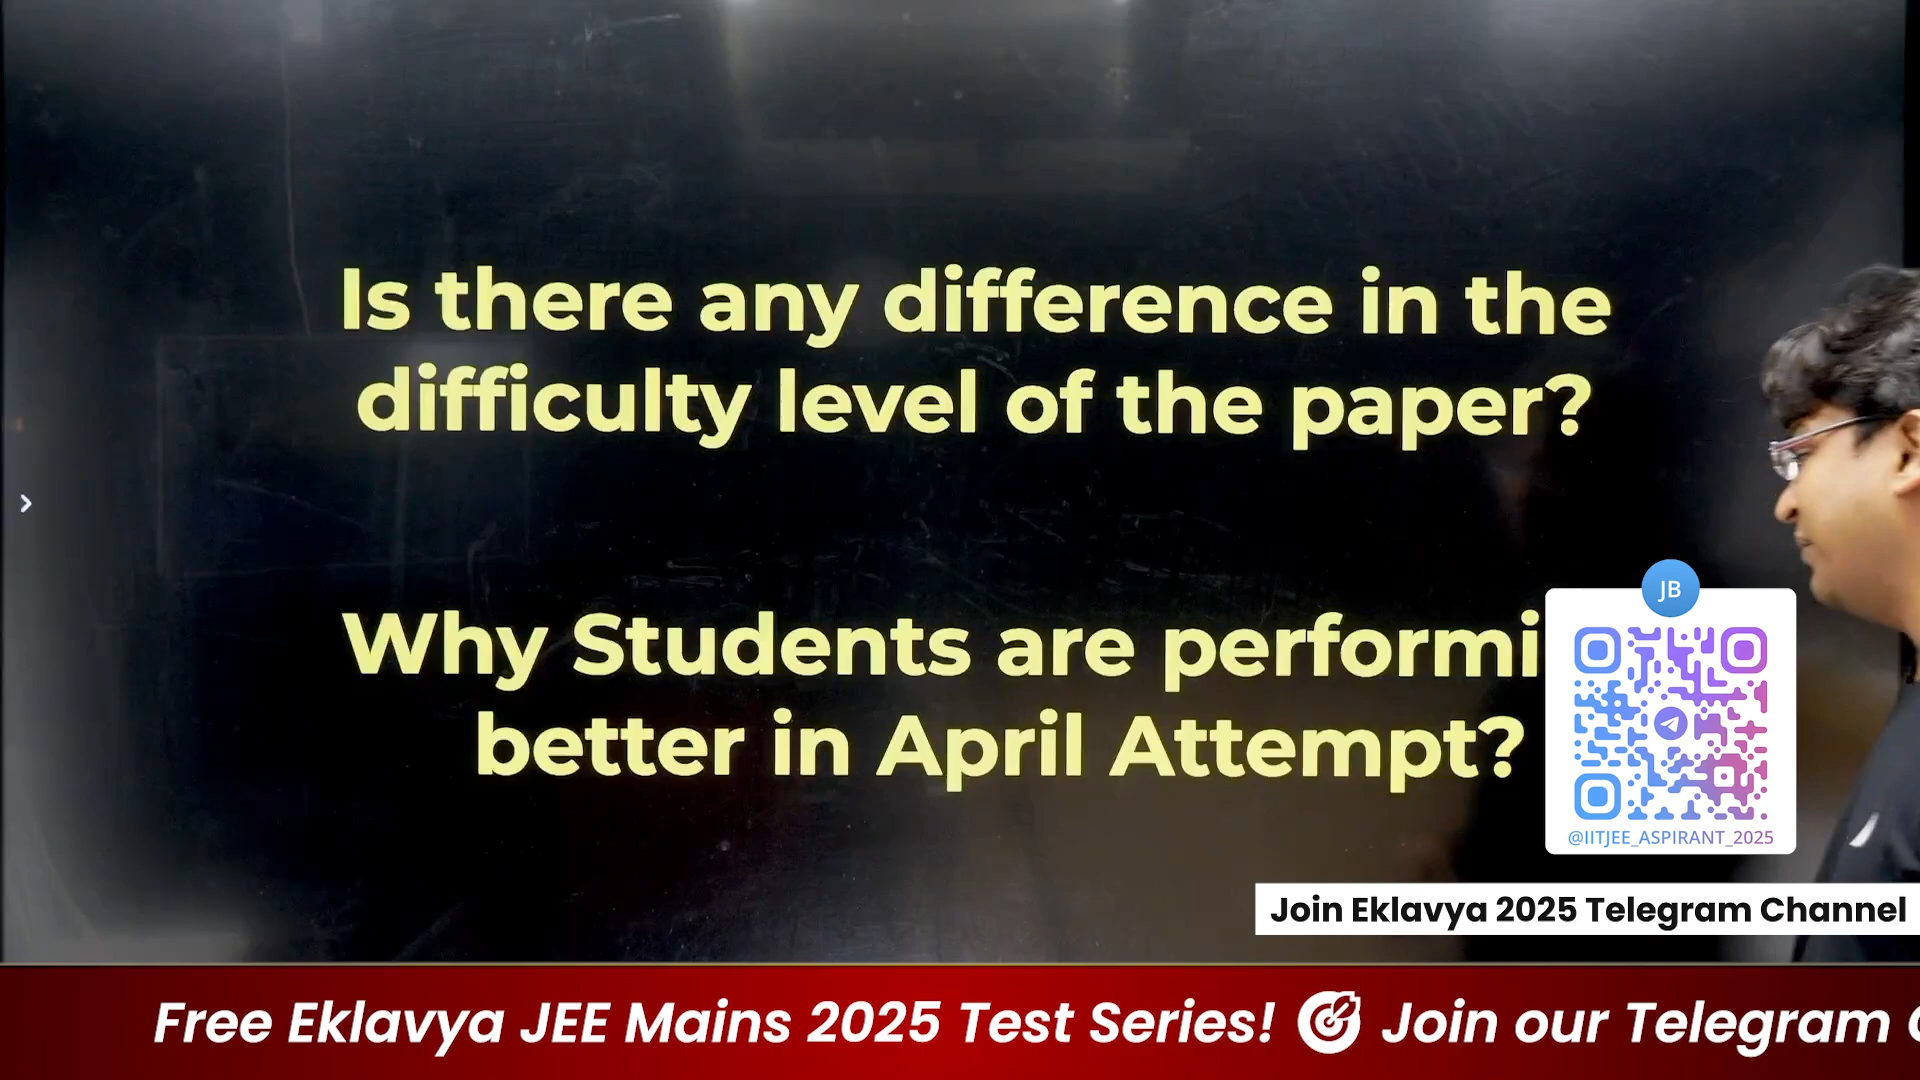 Is there any difference in the
difficulty level of the paper?
Why Students are performi
better in April Attempt?
JB
@IITJEE_ASPIRANT_2025
Join Eklavya 2025 Telegram Channel
Free Eklavya JEE Mains 2025 Test Series! Join our Telegram